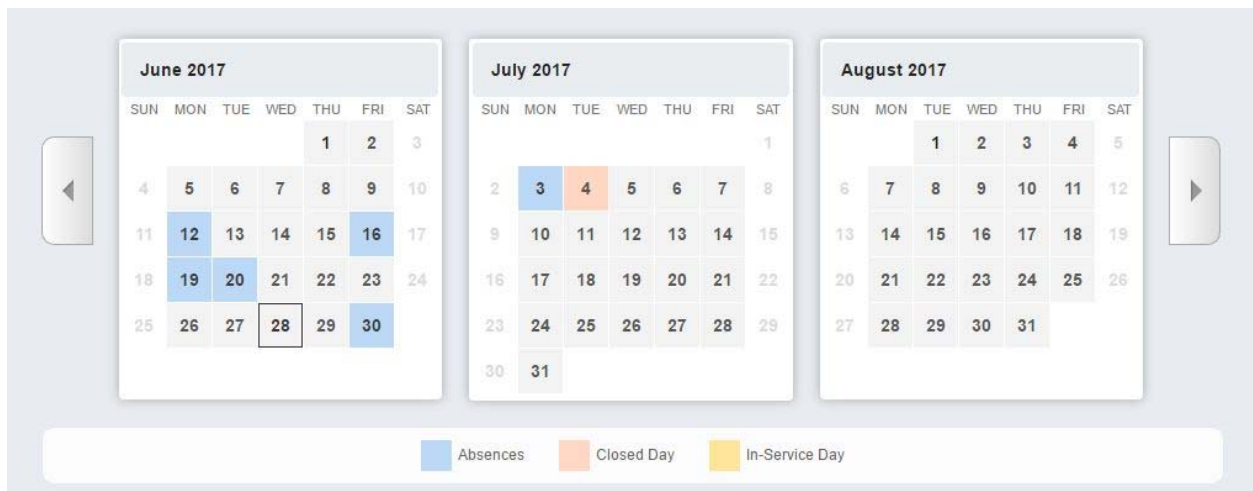 June 2017
SUN MON TUE WED THU FRI SAT
1 2 3
4 5 6 7 8 9 10
11 12 13 14 15 16 17
18 19 20 21 22 23 24
25 26 27 28 29 30
July 2017
SUN MON TUE WED THU FRI SAT
1
2 3 4 5 6 7 8
9 10 11 12 13 14 15
16 17 18 19 20 21 22
23 24 25 26 27 28 29
30 31
August 2017
SUN MON TUE WED THU FRI SAT
1 2 3 4 5
6 7 8 9 10 11 12
13 14 15 16 17 18 19
20 21 22 23 24 25 26
27 28 29 30 31
Absences Closed Day In-Service Day